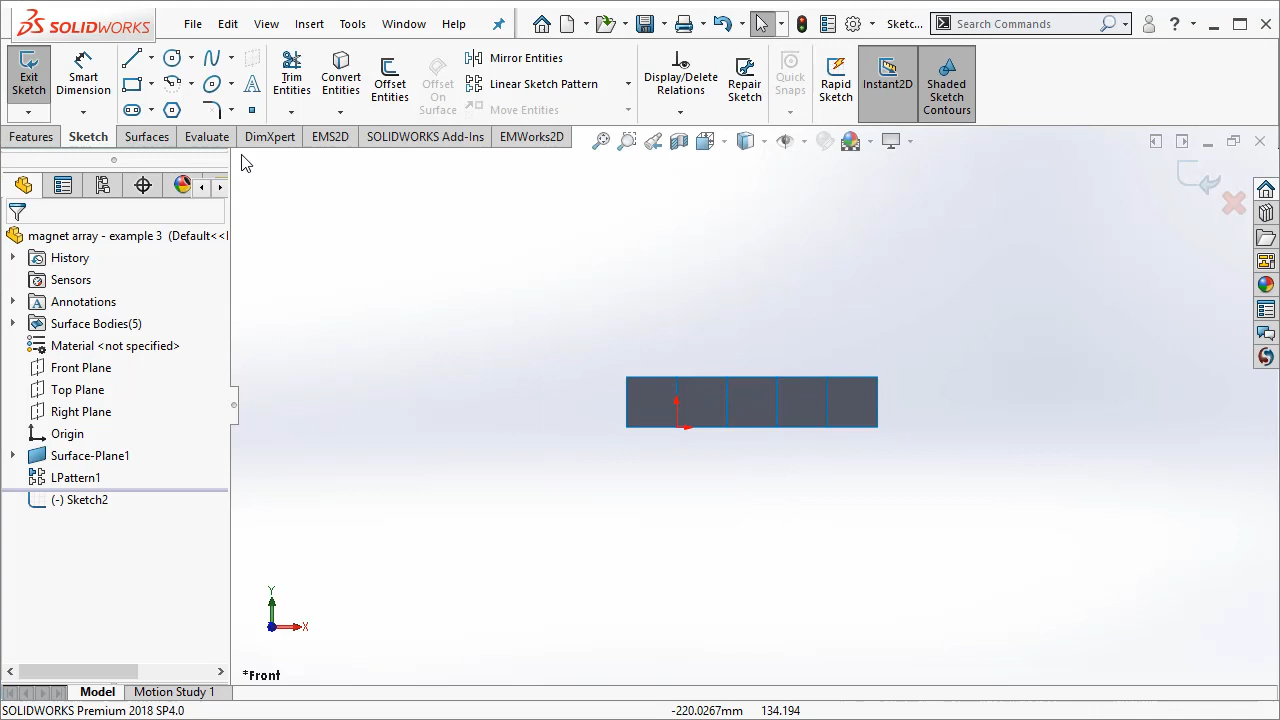 SOLIDWORKS File Edit View Insert Tools Window Help Sketc... Search Commands ?
Exit Sketch
Smart Dimension
Trim Entities
Convert Entities
Offset Entities
Offset On Surface
Mirror Entities
Linear Sketch Pattern
Move Entities
Display/Delete Relations
Repair Sketch
Quick Snaps
Rapid Sketch
Instant2D
Shaded Sketch Contours
Features Sketch Surfaces Evaluate DimXpert EMS2D SOLIDWORKS Add-Ins EMWorks2D
magnet array - example 3 (Default<<
History
Sensors
Annotations
Surface Bodies(5)
Material <not specified>
Front Plane
Top Plane
Right Plane
Origin
Surface-Plane1
LPattern1
(-) Sketch2
Y
X
*Front
Model Motion Study 1
SOLIDWORKS Premium 2018 SP4.0 -220.0267mm 134.194